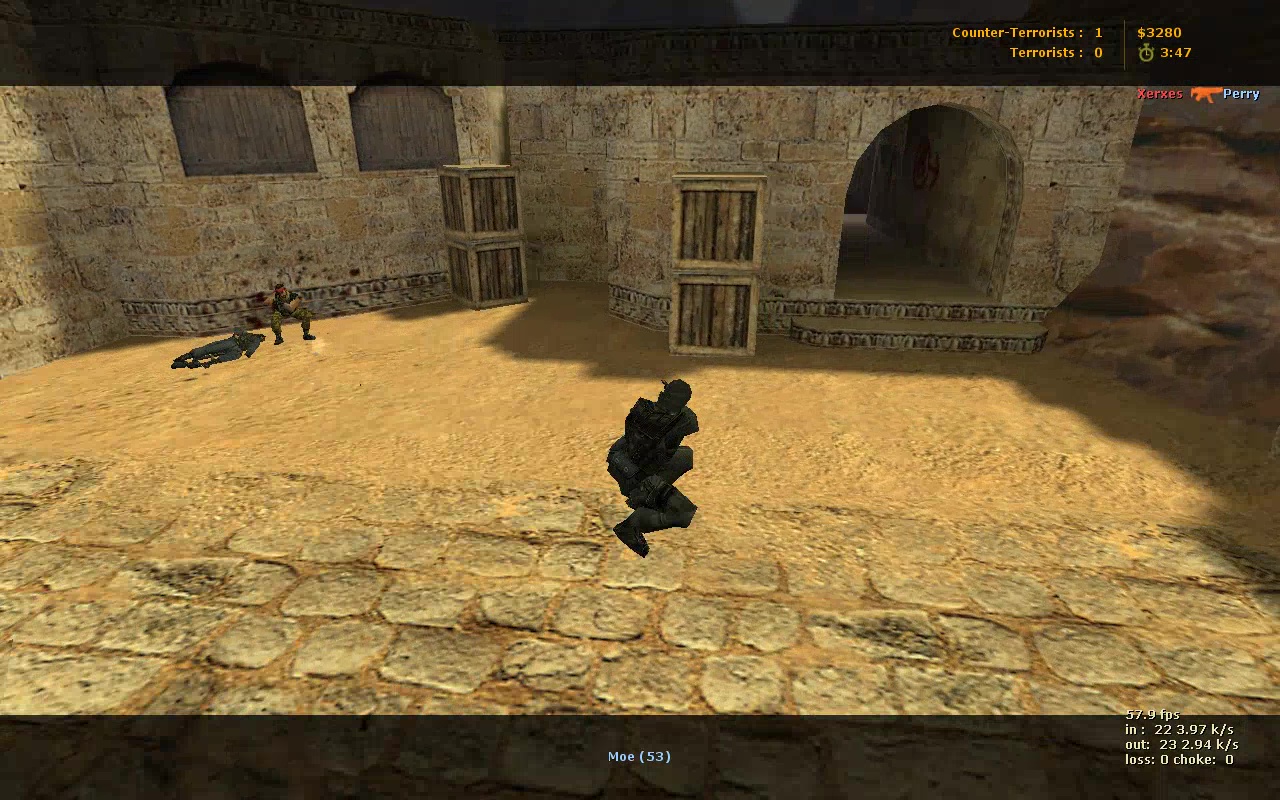 Counter-Terrorists : 1 $3280
Terrorists : 0 3:47
Xerxes Perry
57.9 fps
in : 22 3.97 k/s
out: 23 2.94 k/s
loss: 0 choke: 0
Moe (53)